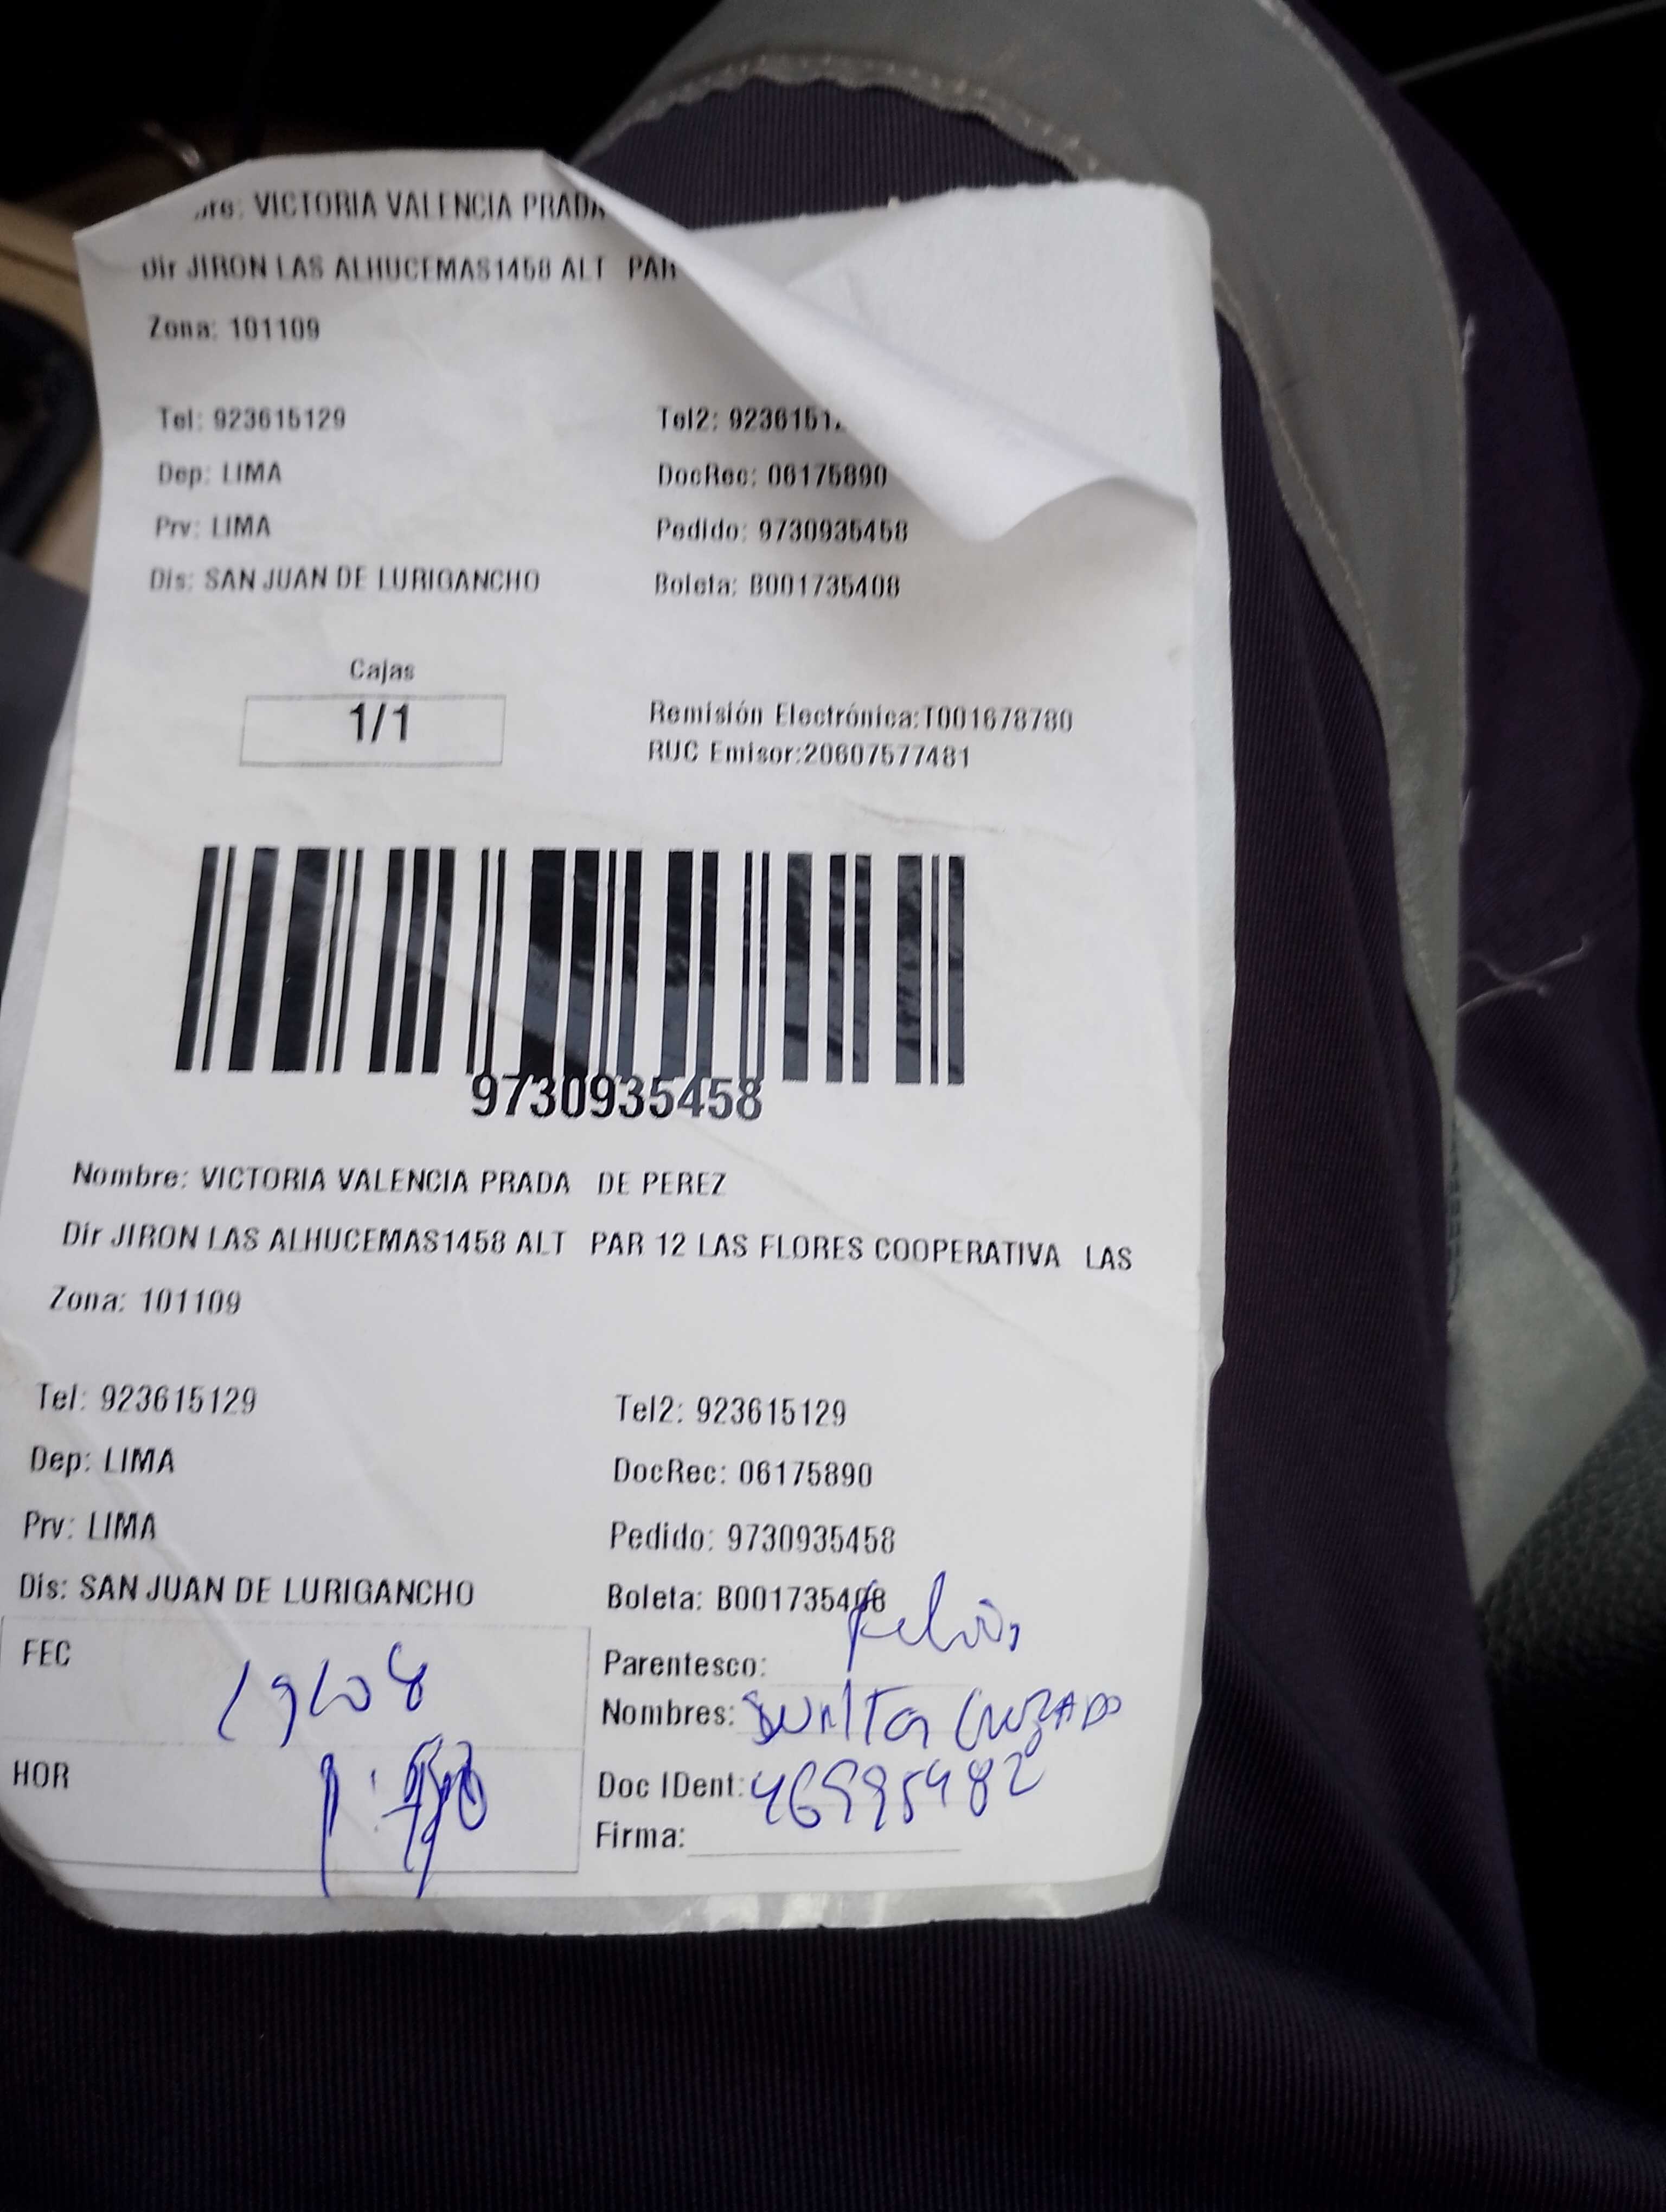 VICTORIA VALENCIA PRADA
Dir JIRON LAS ALHUCEMAS1458 ALT PAR
Zona: 101109
Tel: 923615129 Tel2: 9236151
Dep: LIMA DocRec: 06175890
Prv: LIMA Pedido: 9730935458
Dis: SAN JUAN DE LURIGANCHO Boleta: B001735408
Cajas
1/1
Remisión Electrónica:T001678780
RUC Emisor:20607577481
9730935458
Nombre: VICTORIA VALENCIA PRADA DE PEREZ
Dir JIRON LAS ALHUCEMAS1458 ALT PAR 12 LAS FLORES COOPERATIVA LAS
Zona: 101109
Tel: 923615129 Tel2: 923615129
Dep: LIMA DocRec: 06175890
Prv: LIMA Pedido: 9730935458
Dis: SAN JUAN DE LURIGANCHO Boleta: B001735408
FEC
Parentesco:
Nombres: CRUZADO
HOR
Doc IDent: 46995982
Firma: